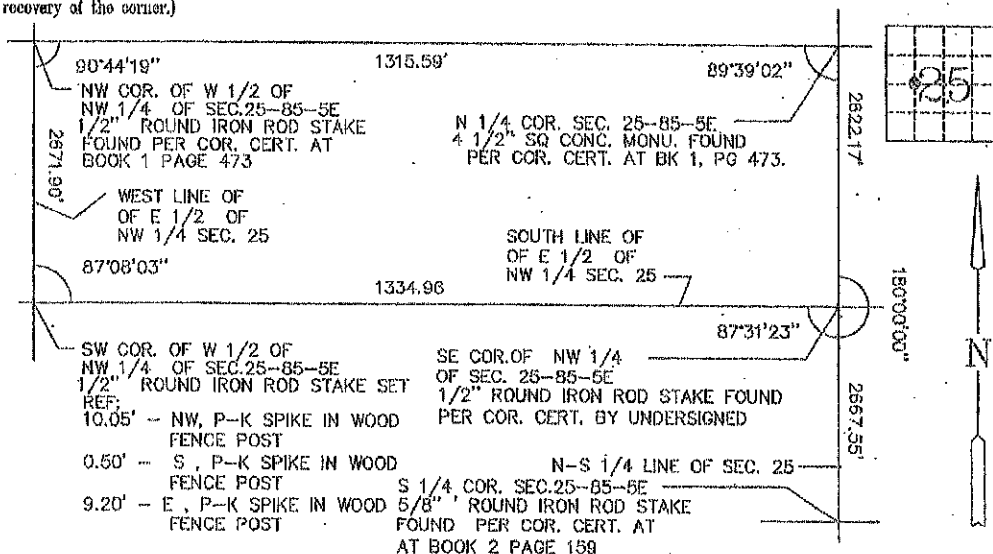 recovery of the corner.)
90°44'19"
1315.59'
89°39'02"
25
NW COR. OF W 1/2 OF
NW 1/4 OF SEC.25--85--5E
1/2" ROUND IRON ROD STAKE
FOUND PER COR. CERT. AT
BOOK 1 PAGE 473
N 1/4 COR. SEC. 25--85--5E
4 1/2" SQ CONC. MONU. FOUND
PER COR. CERT. AT BK 1, PG 473.
2671.90'
2622.17'
WEST LINE OF
OF E 1/2 OF
NW 1/4 SEC. 25
SOUTH LINE OF
OF E 1/2 OF
NW 1/4 SEC. 25
87°08'03"
1334.96
87°31'23"
180°00'00"
N
SW COR. OF W 1/2 OF
NW 1/4 OF SEC.25--85--5E
1/2" ROUND IRON ROD STAKE SET
REF:
10.05' -- NW, P--K SPIKE IN WOOD
FENCE POST
0.50' -- S , P--K SPIKE IN WOOD
FENCE POST
9.20' -- E , P--K SPIKE IN WOOD
FENCE POST
SE COR.OF NW 1/4
OF SEC. 25--85--5E
1/2" ROUND IRON ROD STAKE FOUND
PER COR. CERT. BY UNDERSIGNED
2667.55'
N--S 1/4 LINE OF SEC. 25
S 1/4 COR. SEC.25--85--5E
5/8" ' ROUND IRON ROD STAKE
FOUND PER COR. CERT. AT
AT BOOK 2 PAGE 159